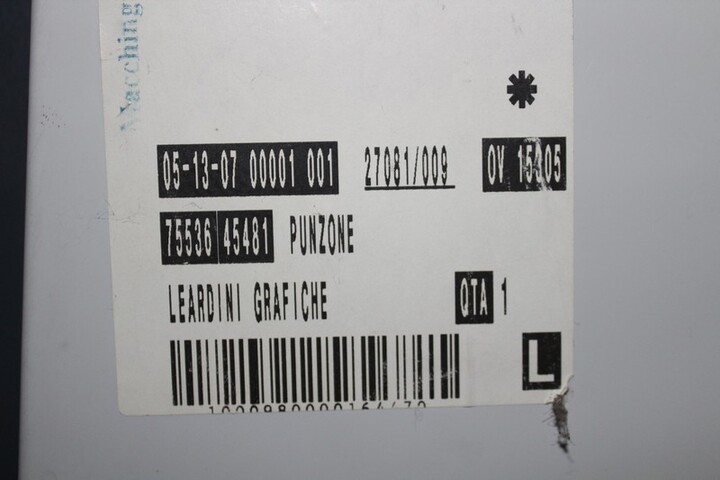 *
05-13-07 00001 001 27081/009 OV 15305
75536 45481 PUNZONE
LEARDINI GRAFICHE QTA 1
L